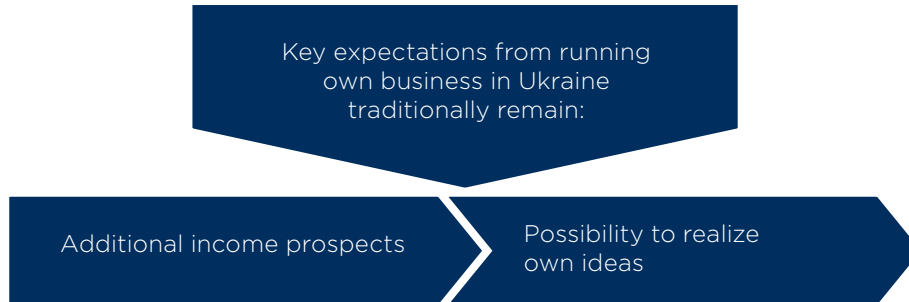 Key expectations from running
own business in Ukraine
traditionally remain:
Additional income prospects
Possibility to realize
own ideas